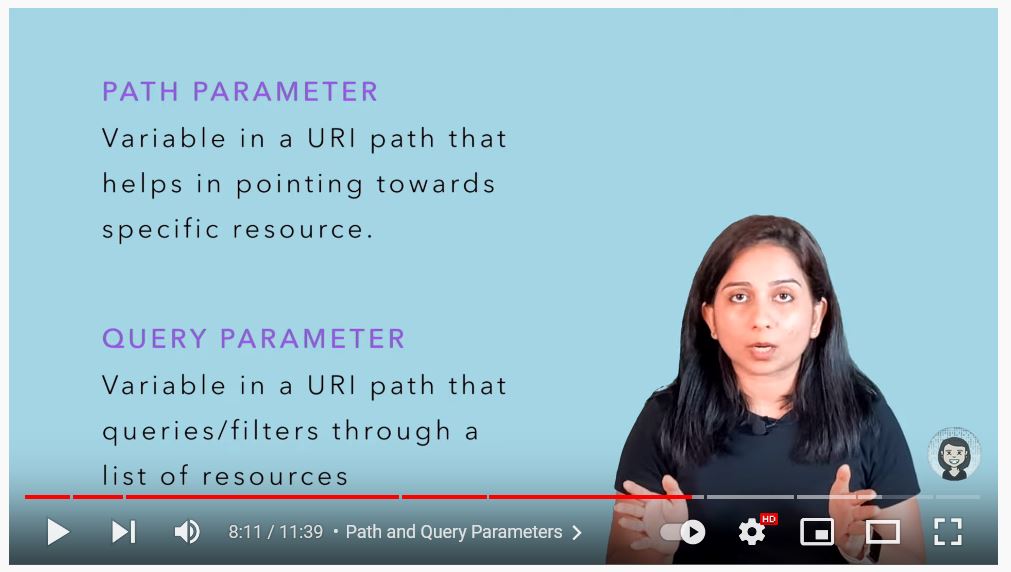 PATH PARAMETER
Variable in a URI path that
helps in pointing towards
specific resource.
QUERY PARAMETER
Variable in a URI path that
queries/filters through a
list of resources
8:11 / 11:39 • Path and Query Parameters
HD